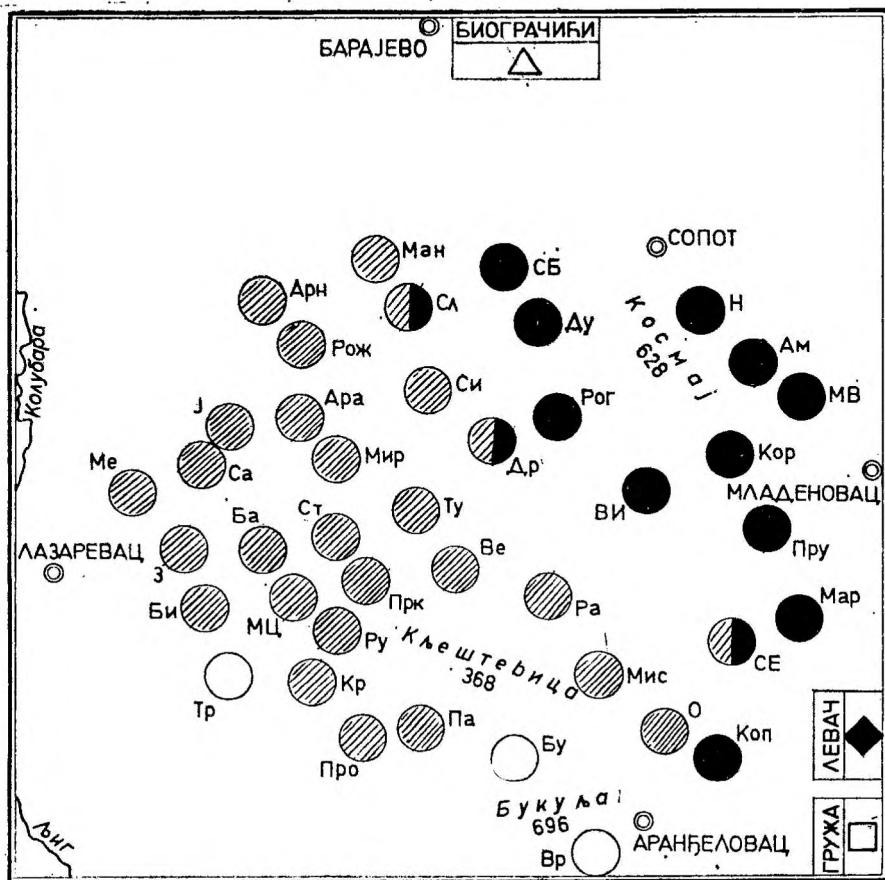 БИОГРАЧИЋИ
БАРАЈЕВО
СОПОТ
Ман
СБ
Дрн
Сл
Ду
Н
Космај
628
Рож
Ам
Колубара
Си
МВ
Ј
Ара
Рог
Др
Кор
Са
Мир
Ме
МЛАДЕНОВАЦ
ВИ
Ту
Ст
Ба
Пру
ЛАЗАРЕВАЦ
З
Ве
Прк
Ра
Би
МЦ
Мар
Ру
Кљештевица
368
СЕ
Мис
Кр
Тр
О
Па
Бу
Коп
Про
ЛЕВАЧ
Букуља
696
АРАНЂЕЛОВАЦ
Вр
ГРУЖА
Љиг